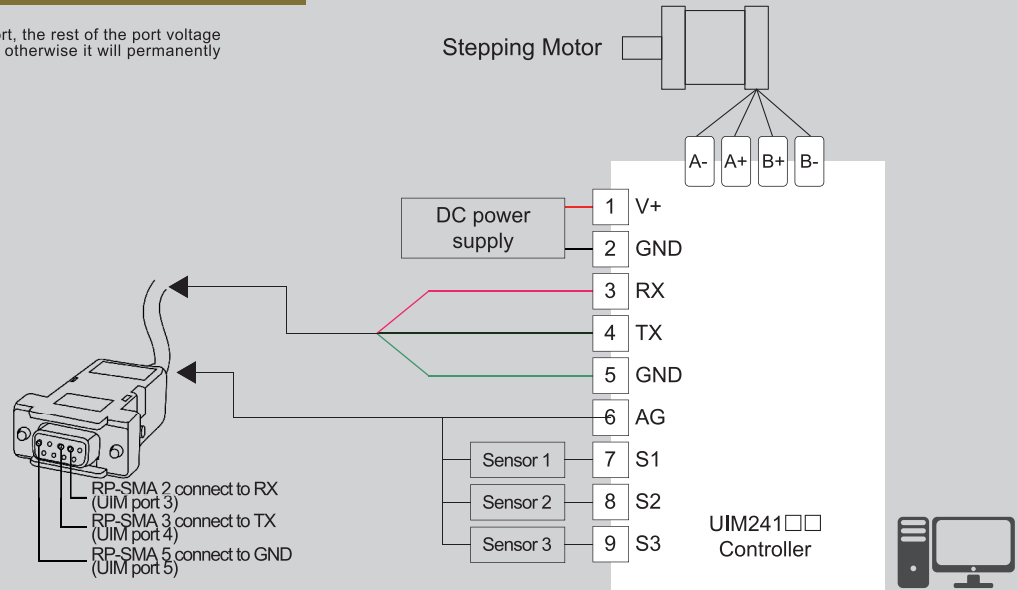 ort, the rest of the port voltage
otherwise it will permanently
Stepping Motor
A- A+ B+ B-
DC power
supply
1 V+
2 GND
3 RX
4 TX
5 GND
6 AG
Sensor 1 7 S1
Sensor 2 8 S2
Sensor 3 9 S3
RP-SMA 2 connect to RX
(UIM port 3)
RP-SMA 3 connect to TX
(UIM port 4)
RP-SMA 5 connect to GND
(UIM port 5)
UIM241□□
Controller